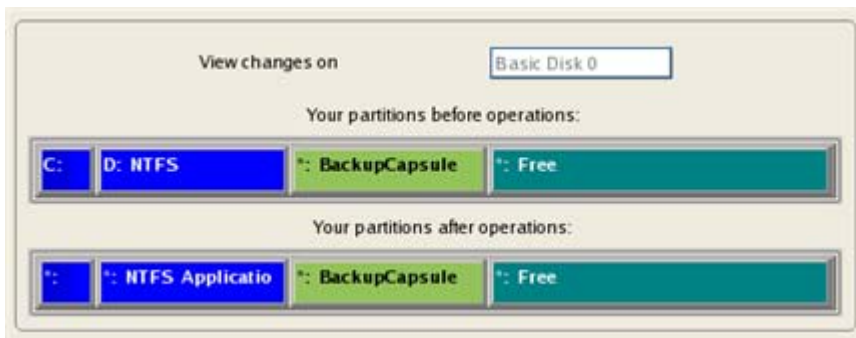 View changes on Basic Disk 0
Your partitions before operations:
C: D: NTFS *: BackupCapsule *: Free
Your partitions after operations:
*: *: NTFS Applicatio *: BackupCapsule *: Free